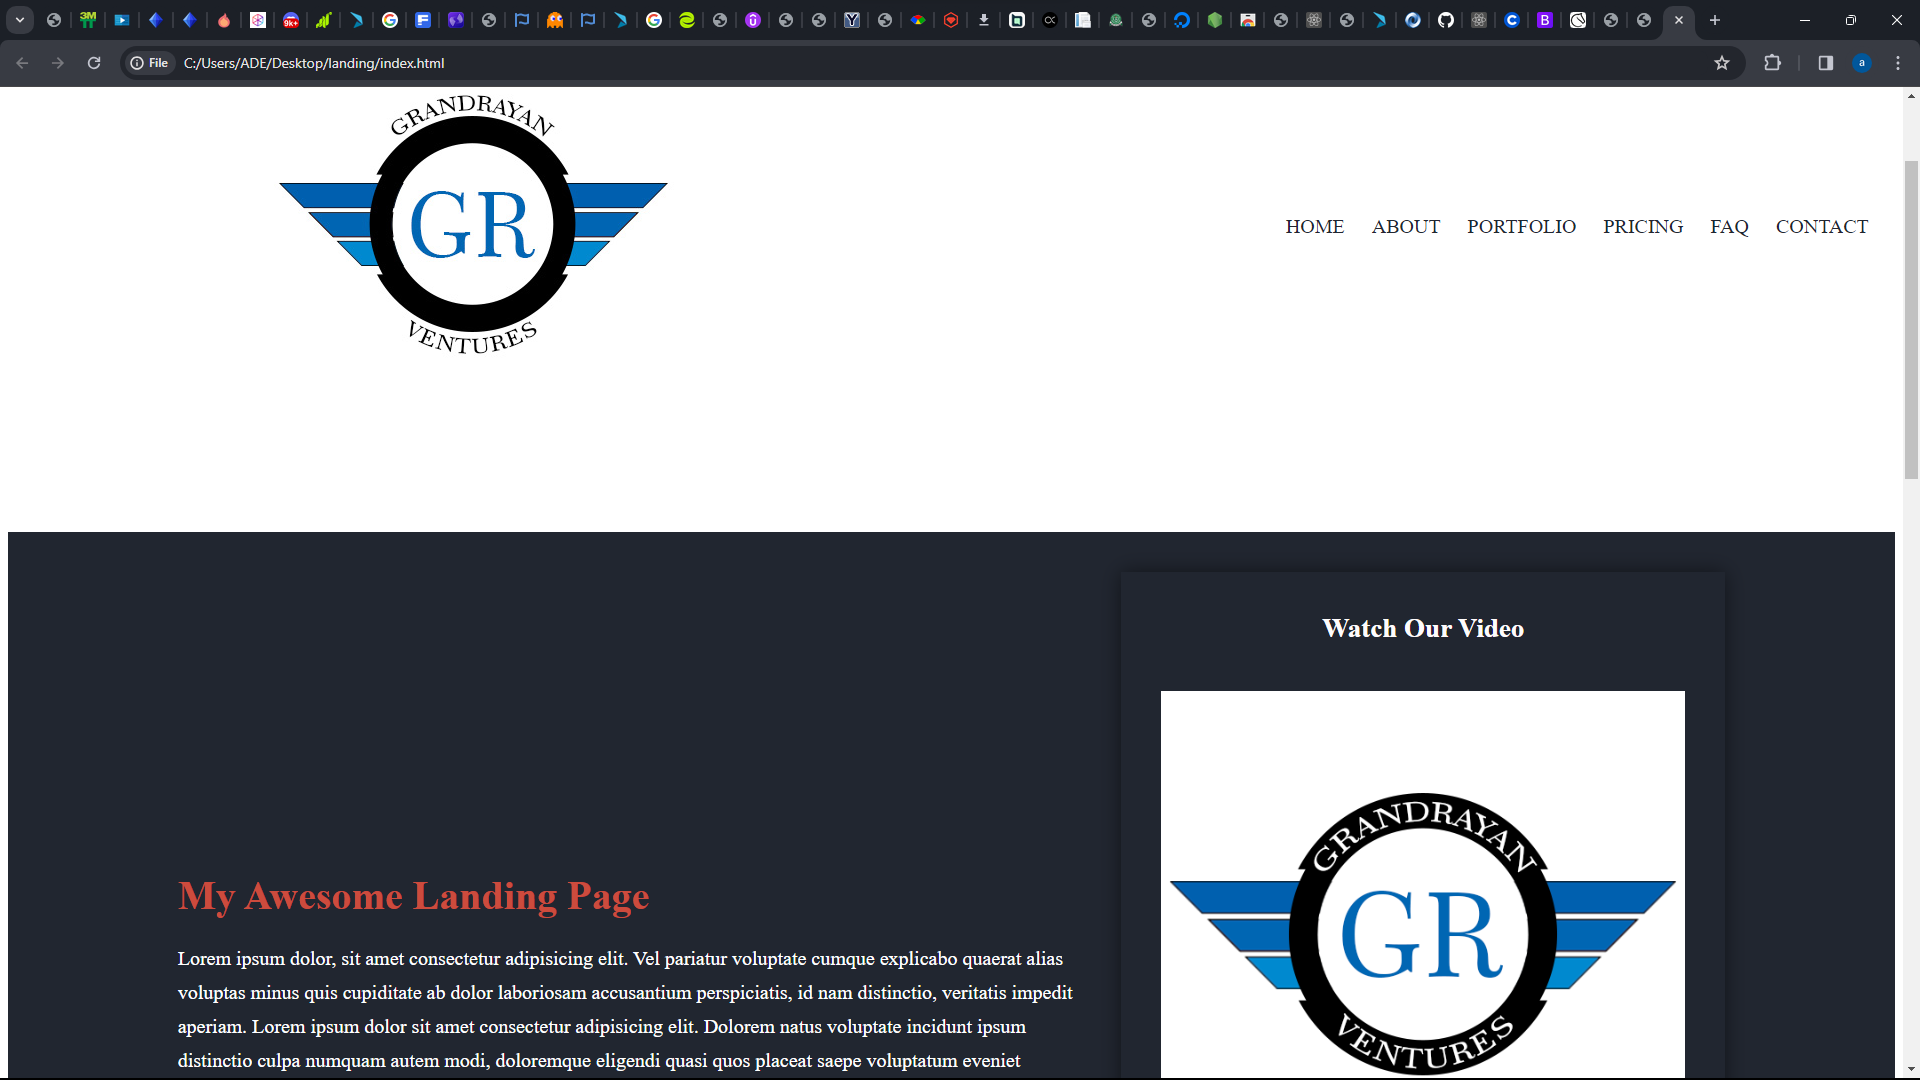 3M
9k+
File
C:/Users/ADE/Desktop/landing/index.html
a
GRANDRAYAN
GR
VENTURES
HOME ABOUT PORTFOLIO PRICING FAQ CONTACT
Watch Our Video
GRANDRAYAN
GR
VENTURES
My Awesome Landing Page
Lorem ipsum dolor, sit amet consectetur adipisicing elit. Vel pariatur voluptate cumque explicabo quaerat alias
voluptas minus quis cupiditate ab dolor laboriosam accusantium perspiciatis, id nam distinctio, veritatis impedit
aperiam. Lorem ipsum dolor sit amet consectetur adipisicing elit. Dolorem natus voluptate incidunt ipsum
distinctio culpa numquam autem modi, doloremque eligendi quasi quos placeat saepe voluptatum eveniet